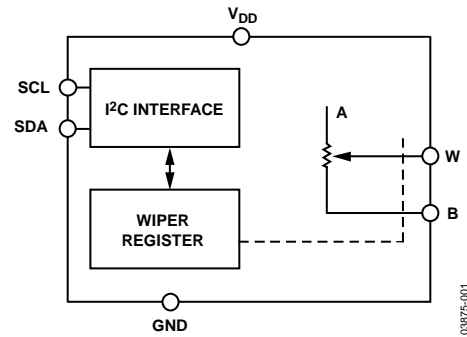 VDD
SCL
SDA
I²C INTERFACE
A
W
B
WIPER
REGISTER
GND
03875-001